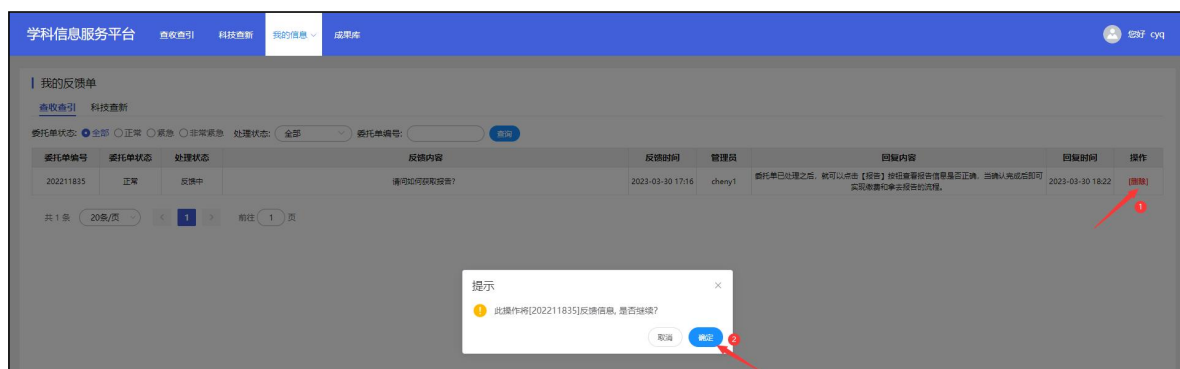 学科信息服务平台 查收查引 科技查新 我的信息 成果库 您好 cyq
我的反馈单
查收查引 科技查新
委托单状态: 全部 正常 紧急 非常紧急 处理状态: 全部 委托单编号: 查询
委托单编号 委托单状态 处理状态 反馈内容 反馈时间 管理员 回复内容 回复时间 操作
202211835 正常 反馈中 请问如何获取报告? 2023-03-30 17:16 cheny1 委托单已处理之后，就可以点击【报告】按钮查看报告信息是否正确，当确认完成后即可 2023-03-30 18:22 [删除]
实现缴费和拿去报告的流程。
1
共 1 条 20条/页 1 前往 1 页
提示
此操作将[202211835]反馈信息, 是否继续?
取消 确定 2